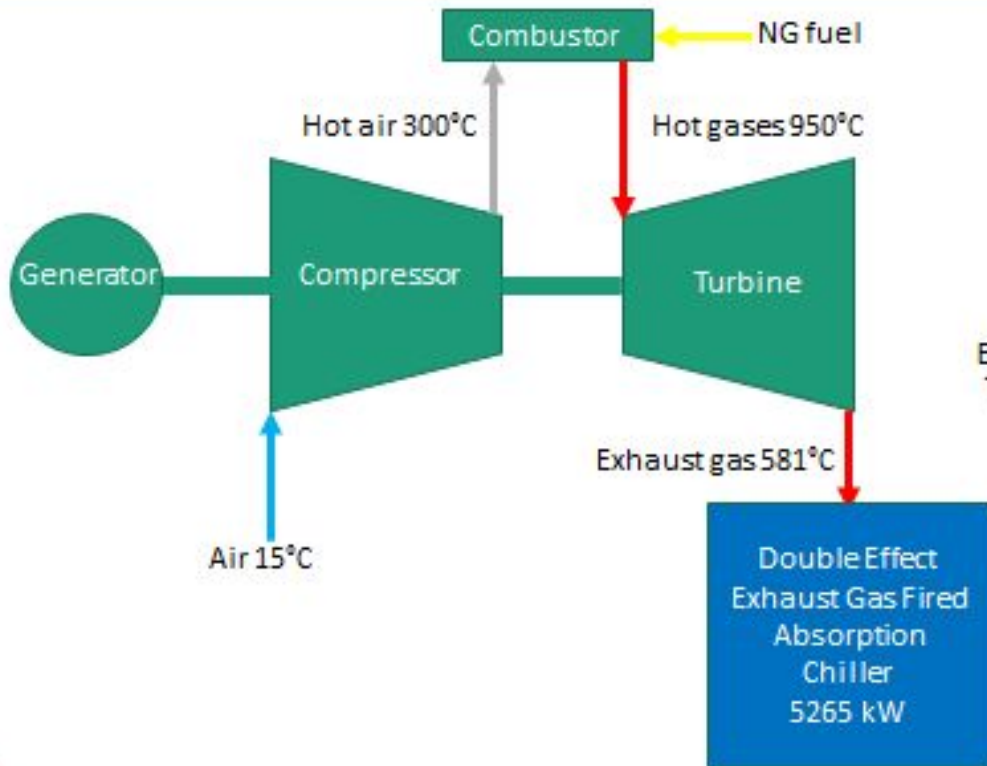 Combustor
NG fuel
Hot air 300°C
Hot gases 950°C
Generator
Compressor
Turbine
Exhaust gas 581°C
Air 15°C
Double Effect
Exhaust Gas Fired
Absorption
Chiller
5265 kW